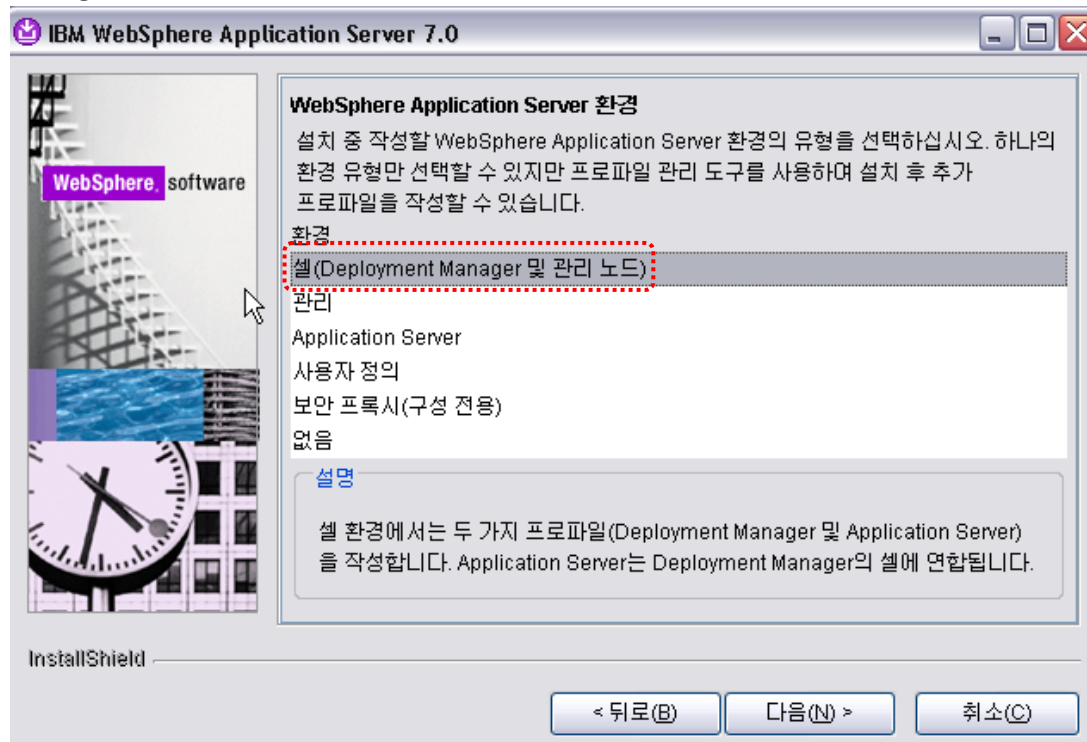 IBM WebSphere Application Server 7.0
WebSphere software
WebSphere Application Server 환경
설치 중 작성할 WebSphere Application Server 환경의 유형을 선택하십시오. 하나의
환경 유형만 선택할 수 있지만 프로파일 관리 도구를 사용하여 설치 후 추가
프로파일을 작성할 수 있습니다.
환경
셀(Deployment Manager 및 관리 노드)
관리
Application Server
사용자 정의
보안 프록시(구성 전용)
없음
설명
셀 환경에서는 두 가지 프로파일(Deployment Manager 및 Application Server)
을 작성합니다. Application Server는 Deployment Manager의 셀에 연합됩니다.
InstallShield
< 뒤로(B)
다음(N) >
취소(C)